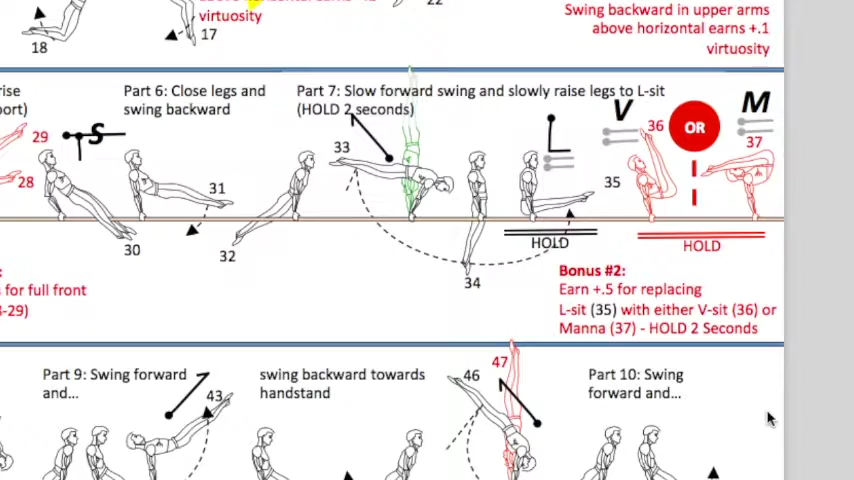 virtuosity
18
17
22
Swing backward in upper arms
above horizontal earns +.1
virtuosity
rise
port)
29
28
S
Part 6: Close legs and
swing backward
30
31
32
Part 7: Slow forward swing and slowly raise legs to L-sit
(HOLD 2 seconds)
33
34
L
35
HOLD
V
36
OR
M
37
HOLD
:
for full front
-29)
Bonus #2:
Earn +.5 for replacing
L-sit (35) with either V-sit (36) or
Manna (37) - HOLD 2 Seconds
Part 9: Swing forward
and...
43
swing backward towards
handstand
46
47
Part 10: Swing
forward and...